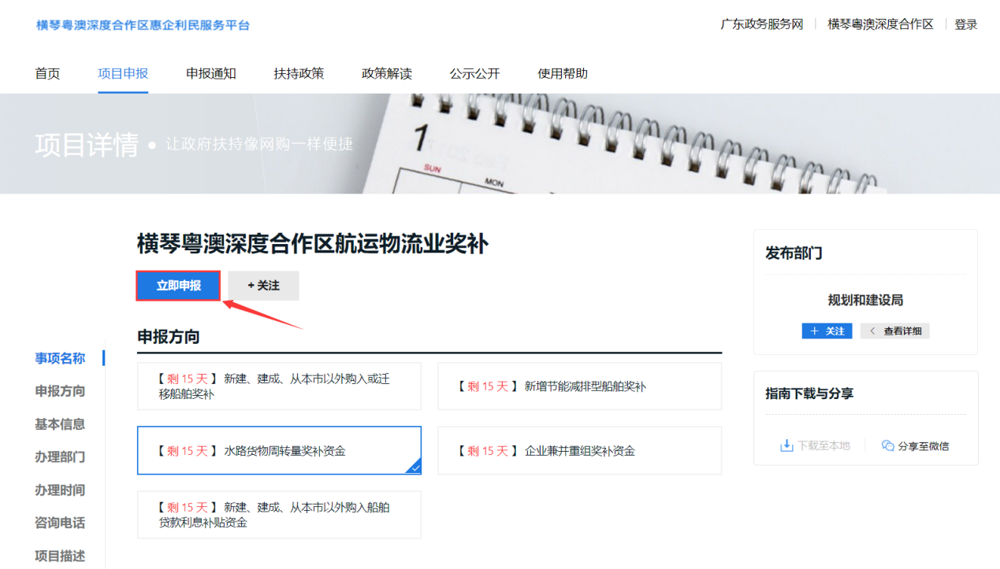 横琴粤澳深度合作区惠企利民服务平台
广东政务服务网 横琴粤澳深度合作区 登录
首页 项目申报 申报通知 扶持政策 政策解读 公示公开 使用帮助
项目详情 • 让政府扶持像网购一样便捷
1
SUN
MON
横琴粤澳深度合作区航运物流业奖补
立即申报 + 关注
申报方向
【 剩 15 天 】 新建、建成、从本市以外购入或迁
移船舶奖补
【 剩 15 天 】 新增节能减排型船舶奖补
【 剩 15 天 】 水路货物周转量奖补资金
【 剩 15 天 】 企业兼并重组奖补资金
【 剩 15 天 】 新建、建成、从本市以外购入船舶
贷款利息补贴资金
事项名称
申报方向
基本信息
办理部门
办理时间
咨询电话
项目描述
发布部门
规划和建设局
+ 关注 < 查看详细
指南下载与分享
下载至本地 分享至微信